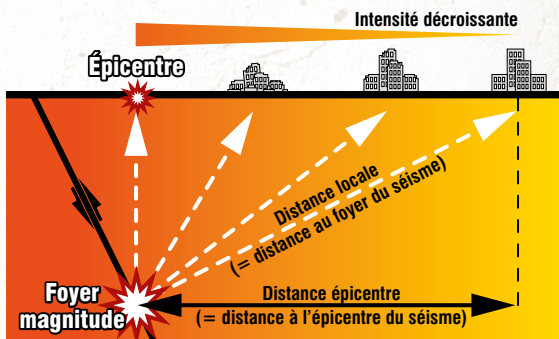 Intensité décroissante
Épicentre
Distance locale
(= distance au foyer du séisme)
Foyer
magnitude
Distance épicentre
(= distance à l'épicentre du séisme)